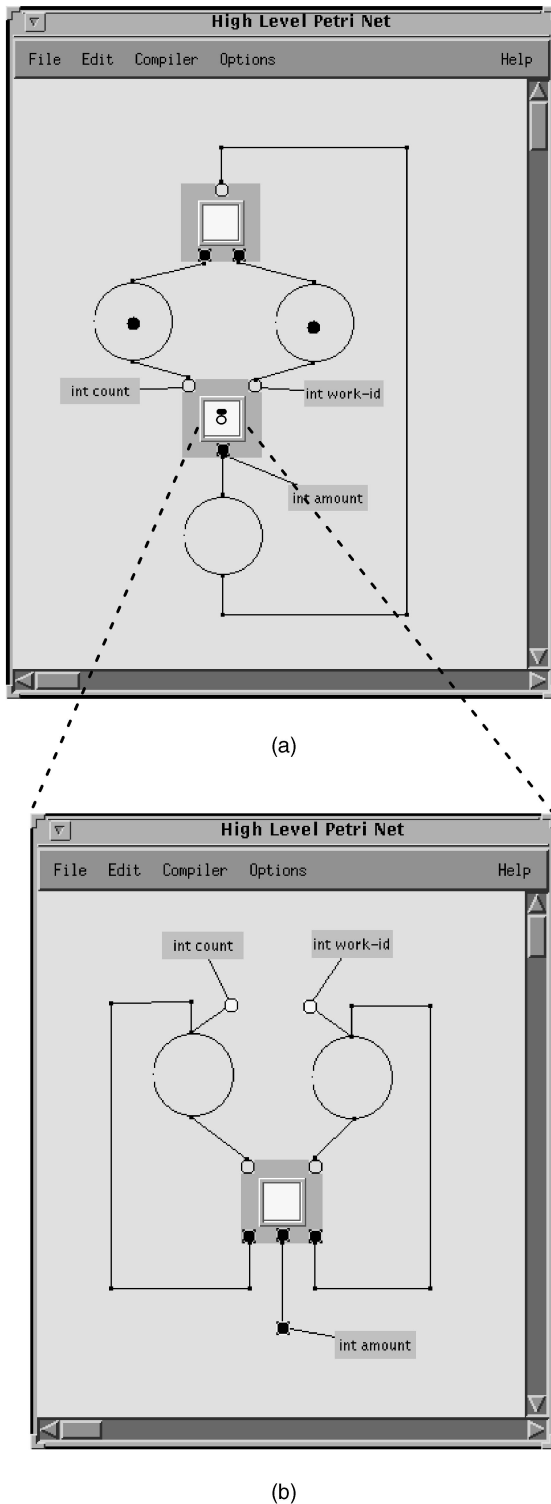 High Level Petri Net
File Edit Compiler Options Help
int count
int work-id
int amount
(a)
High Level Petri Net
File Edit Compiler Options Help
int count
int work-id
int amount
(b)